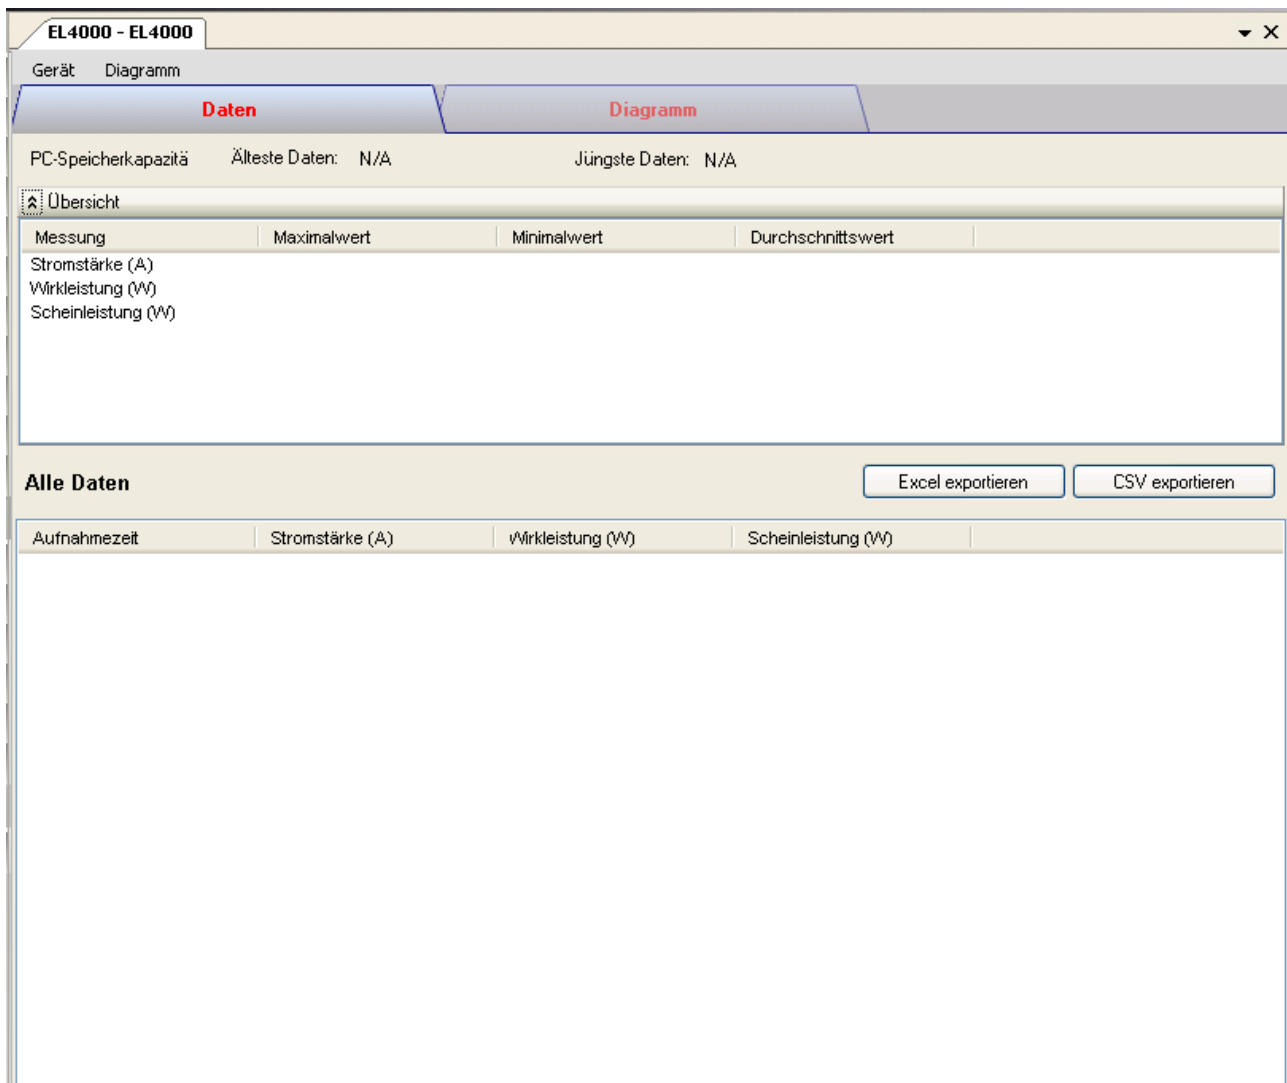 EL4000 - EL4000
Gerät Diagramm
Daten Diagramm
PC-Speicherkapazitä Älteste Daten: N/A Jüngste Daten: N/A
Übersicht
Messung Maximalwert Minimalwert Durchschnittswert
Stromstärke (A)
Wirkleistung (W)
Scheinleistung (W)
Alle Daten Excel exportieren CSV exportieren
Aufnahmezeit Stromstärke (A) Wirkleistung (W) Scheinleistung (W)